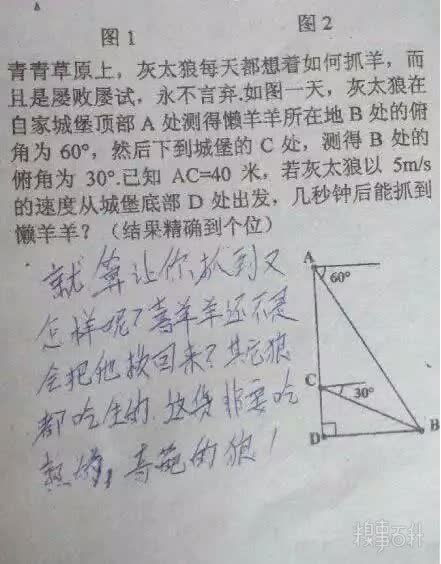 图1 图2
青青草原上，灰太狼每天都想着如何抓羊，而
且是屡败屡试，永不言弃.如图一天，灰太狼在
自家城堡顶部 A 处测得懒羊羊所在地 B 处的俯
角为 60°，然后下到城堡的 C 处，测得 B 处的
俯角为 30°.已知 AC=40 米，若灰太狼以 5m/s
的速度从城堡底部 D 处出发，几秒钟后能抓到
懒羊羊？（结果精确到个位）
就算让你抓到又
怎样呢？喜羊羊还不是
会把他救回来？其它狼
都吃生的，这货非要吃
熟的，奇葩的狼！
A
60°
C
30°
D
B
糗事百科